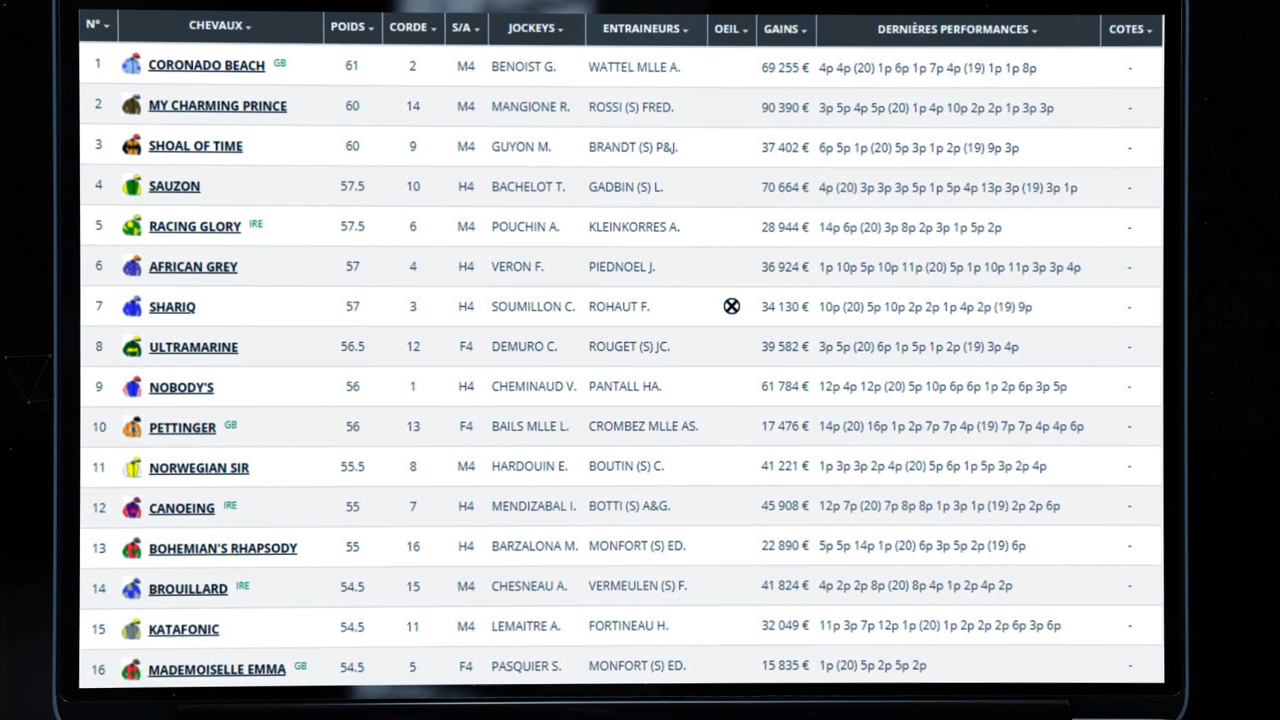 N° CHEVAUX POIDS CORDE S/A JOCKEYS ENTRAINEURS OEIL GAINS DERNIÈRES PERFORMANCES COTES
1 CORONADO BEACH GB 61 2 M4 BENOIST G. WATTEL MLLE A. 69 255 € 4p 4p (20) 1p 6p 1p 7p 4p (19) 1p 1p 8p -
2 MY CHARMING PRINCE 60 14 M4 MANGIONE R. ROSSI (S) FRED. 90 390 € 3p 5p 4p 5p (20) 1p 4p 10p 2p 2p 1p 3p 3p -
3 SHOAL OF TIME 60 9 M4 GUYON M. BRANDT (S) P&J. 37 402 € 6p 5p 1p (20) 5p 3p 1p 2p (19) 9p 3p -
4 SAUZON 57.5 10 H4 BACHELOT T. GADBIN (S) L. 70 664 € 4p (20) 3p 3p 3p 5p 1p 5p 4p 13p 3p (19) 3p 1p -
5 RACING GLORY IRE 57.5 6 M4 POUCHIN A. KLEINKORRES A. 28 944 € 14p 6p (20) 3p 8p 2p 3p 1p 5p 2p -
6 AFRICAN GREY 57 4 H4 VERON F. PIEDNOEL J. 36 924 € 1p 10p 5p 10p 11p (20) 5p 1p 10p 11p 3p 3p 4p -
7 SHARIQ 57 3 H4 SOUMILLON C. ROHAUT F. 34 130 € 10p (20) 5p 10p 2p 2p 1p 4p 2p (19) 9p -
8 ULTRAMARINE 56.5 12 F4 DEMURO C. ROUGET (S) JC. 39 582 € 3p 5p (20) 6p 1p 5p 1p 2p (19) 3p 4p -
9 NOBODY'S 56 1 H4 CHEMINAUD V. PANTALL HA. 61 784 € 12p 4p 12p (20) 5p 10p 6p 6p 1p 2p 6p 3p 5p -
10 PETTINGER GB 56 13 F4 BAILS MLLE L. CROMBEZ MLLE AS. 17 476 € 14p (20) 16p 1p 2p 7p 7p 4p (19) 7p 7p 4p 4p 6p -
11 NORWEGIAN SIR 55.5 8 M4 HARDOUIN E. BOUTIN (S) C. 41 221 € 1p 3p 3p 2p 4p (20) 5p 6p 1p 5p 3p 2p 4p -
12 CANOEING IRE 55 7 H4 MENDIZABAL I. BOTTI (S) A&G. 45 908 € 12p 7p (20) 7p 8p 8p 1p 3p 1p (19) 2p 2p 6p -
13 BOHEMIAN'S RHAPSODY 55 16 H4 BARZALONA M. MONFORT (S) ED. 22 890 € 5p 5p 14p 1p (20) 6p 3p 5p 2p (19) 6p -
14 BROUILLARD IRE 54.5 15 M4 CHESNEAU A. VERMEULEN (S) F. 41 824 € 4p 2p 2p 8p (20) 8p 4p 1p 2p 4p 2p -
15 KATAFONIC 54.5 11 M4 LEMAITRE A. FORTINEAU H. 32 049 € 11p 3p 7p 12p 1p (20) 1p 2p 2p 2p 6p 3p 6p -
16 MADEMOISELLE EMMA GB 54.5 5 F4 PASQUIER S. MONFORT (S) ED. 15 835 € 1p (20) 5p 2p 5p 2p -